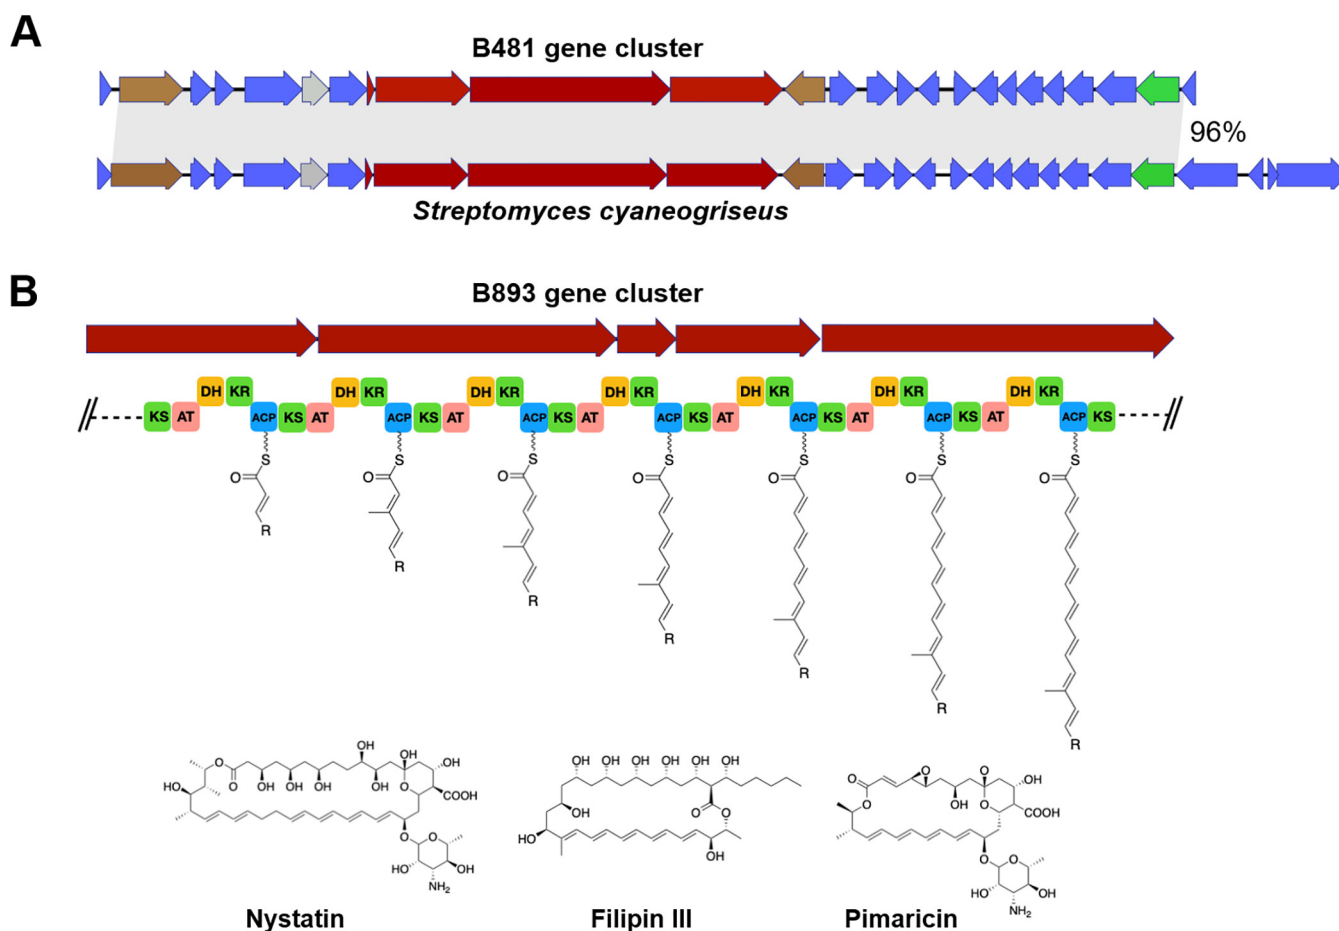 A
B481 gene cluster
96%
Streptomyces cyaneogriseus
B
B893 gene cluster
DH KR DH KR DH KR DH KR DH KR DH KR DH KR
KS AT ACP KS AT ACP KS AT ACP KS AT ACP KS AT ACP KS AT ACP KS AT ACP KS
S S S S S S S
O O O O O O O
R
R
R
R
R
R
R
OH OH OH
O O OH OH OH OH OH O COOH
HO
O O
HO OH
NH2
OH OH OH OH OH OH
O O
OH
HO
OH
O O O OH
O OH O COOH
O O
HO OH
NH2
Nystatin Filipin III Pimaricin